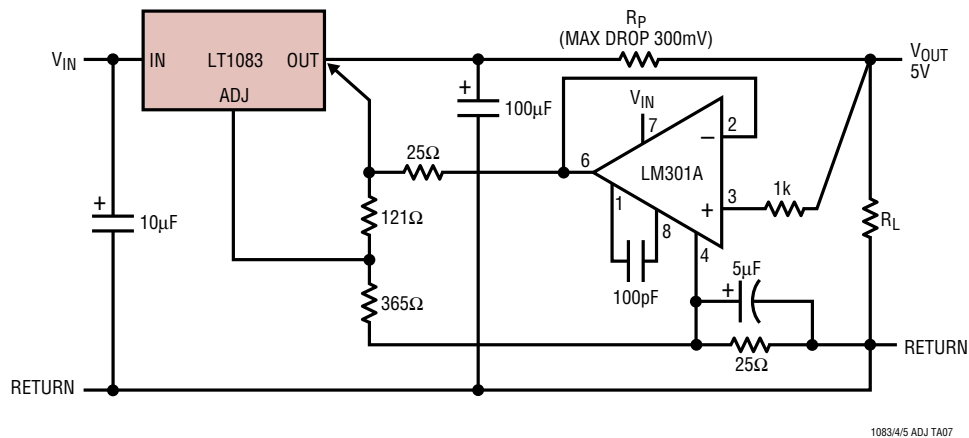 RP
(MAX DROP 300mV)
VIN
IN
LT1083
OUT
ADJ
VOUT
5V
+
100µF
VIN
7
–
2
25Ω
6
LM301A
1k
3
+
+
10µF
121Ω
1
8
4
RL
5µF
+
365Ω
100pF
25Ω
RETURN
RETURN
1083/4/5 ADJ TA07